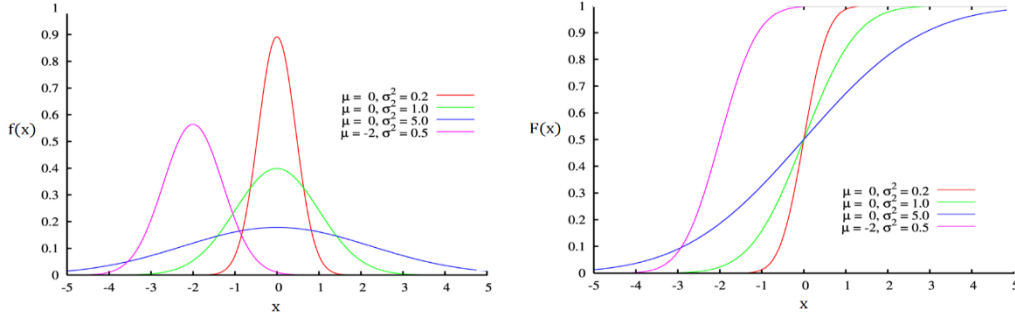 1
0.9
0.8
0.7
0.6
f(x)
0.5
0.4
0.3
0.2
0.1
0
-5 -4 -3 -2 -1 0 1 2 3 4 5
x
μ = 0, σ² = 0.2
μ = 0, σ² = 1.0
μ = 0, σ² = 5.0
μ = -2, σ² = 0.5
1
0.9
0.8
0.7
0.6
F(x)
0.5
0.4
0.3
0.2
0.1
0
-5 -4 -3 -2 -1 0 1 2 3 4 5
x
μ = 0, σ² = 0.2
μ = 0, σ² = 1.0
μ = 0, σ² = 5.0
μ = -2, σ² = 0.5